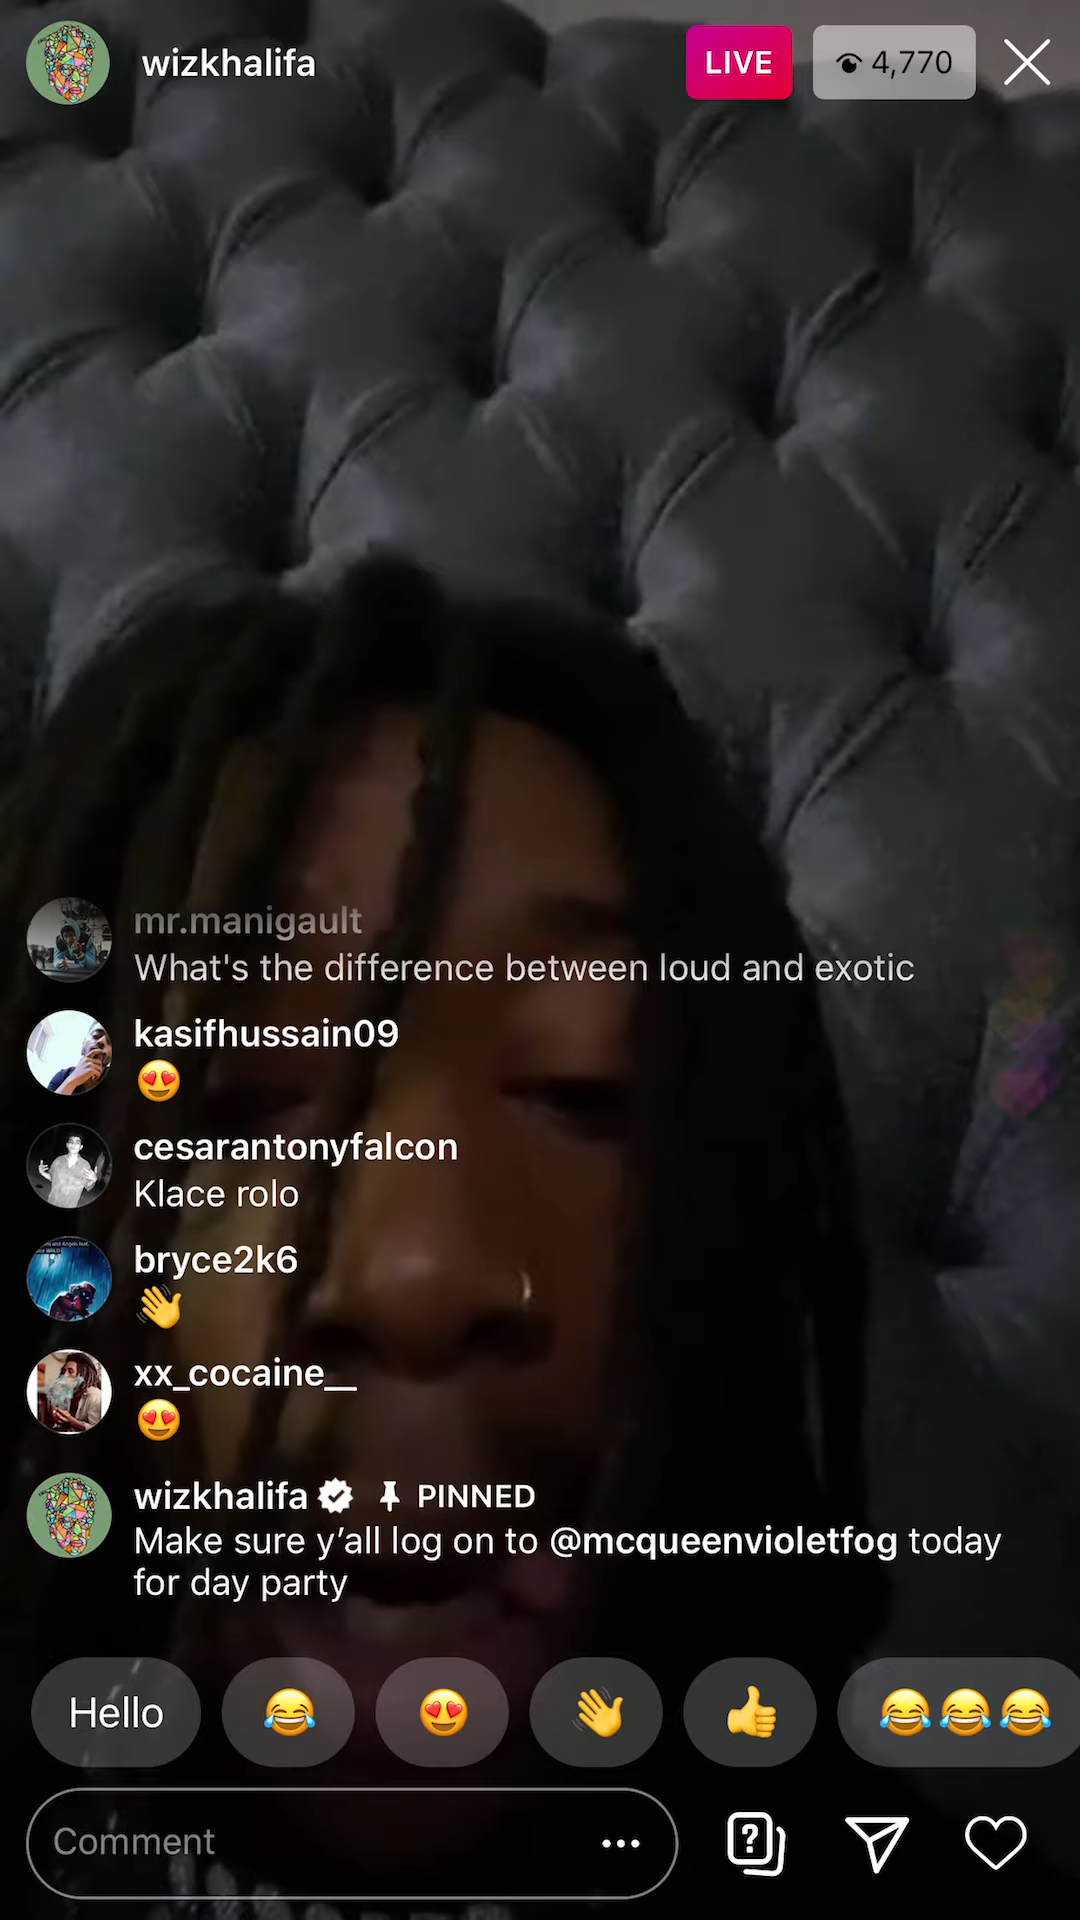 wizkhalifa
LIVE
4,770
mr.manigault
What's the difference between loud and exotic
kasifhussain09
😍
cesarantonyfalcon
Klace rolo
bryce2k6
👋
xx_cocaine__
😍
wizkhalifa PINNED
Make sure y’all log on to @mcqueenvioletfog today
for day party
Hello 😂 😍 👋 👍 😂😂😂
Comment